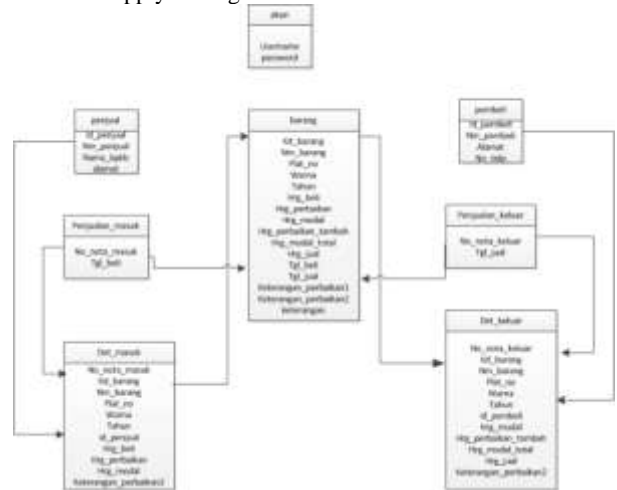 akun
Username
password
penjual
Id_penjual
Nm_penjual
Nama_bpkb
alamat
barang
Kd_barang
Nm_barang
Plat_no
Warna
Tahun
Hrg_beli
Hrg_perbaikan
Hrg_modal
Hrg_perbaikan_tambah
Hrg_modal_total
Hrg_jual
Tgl_beli
Tgl_jual
Keterangan_perbaikan1
Keterangan_perbaikan2
keterangan
pembeli
Id_pembeli
Nm_pembeli
Alamat
No_telp
Penjualan_masuk
No_nota_masuk
Tgl_beli
Penjualan_keluar
No_nota_keluar
Tgl_jual
Det_masuk
No_nota_masuk
Kd_barang
Nm_barang
Plat_no
Warna
Tahun
Id_penjual
Hrg_beli
Hrg_perbaikan
Hrg_modal
Keterangan_perbaikan2
Det_keluar
No_nota_keluar
Kd_barang
Nm_barang
Plat_no
Warna
Tahun
Id_pembeli
Hrg_modal
Hrg_perbaikan_tambah
Hrg_modal_total
Hrg_jual
Keterangan_perbaikan2